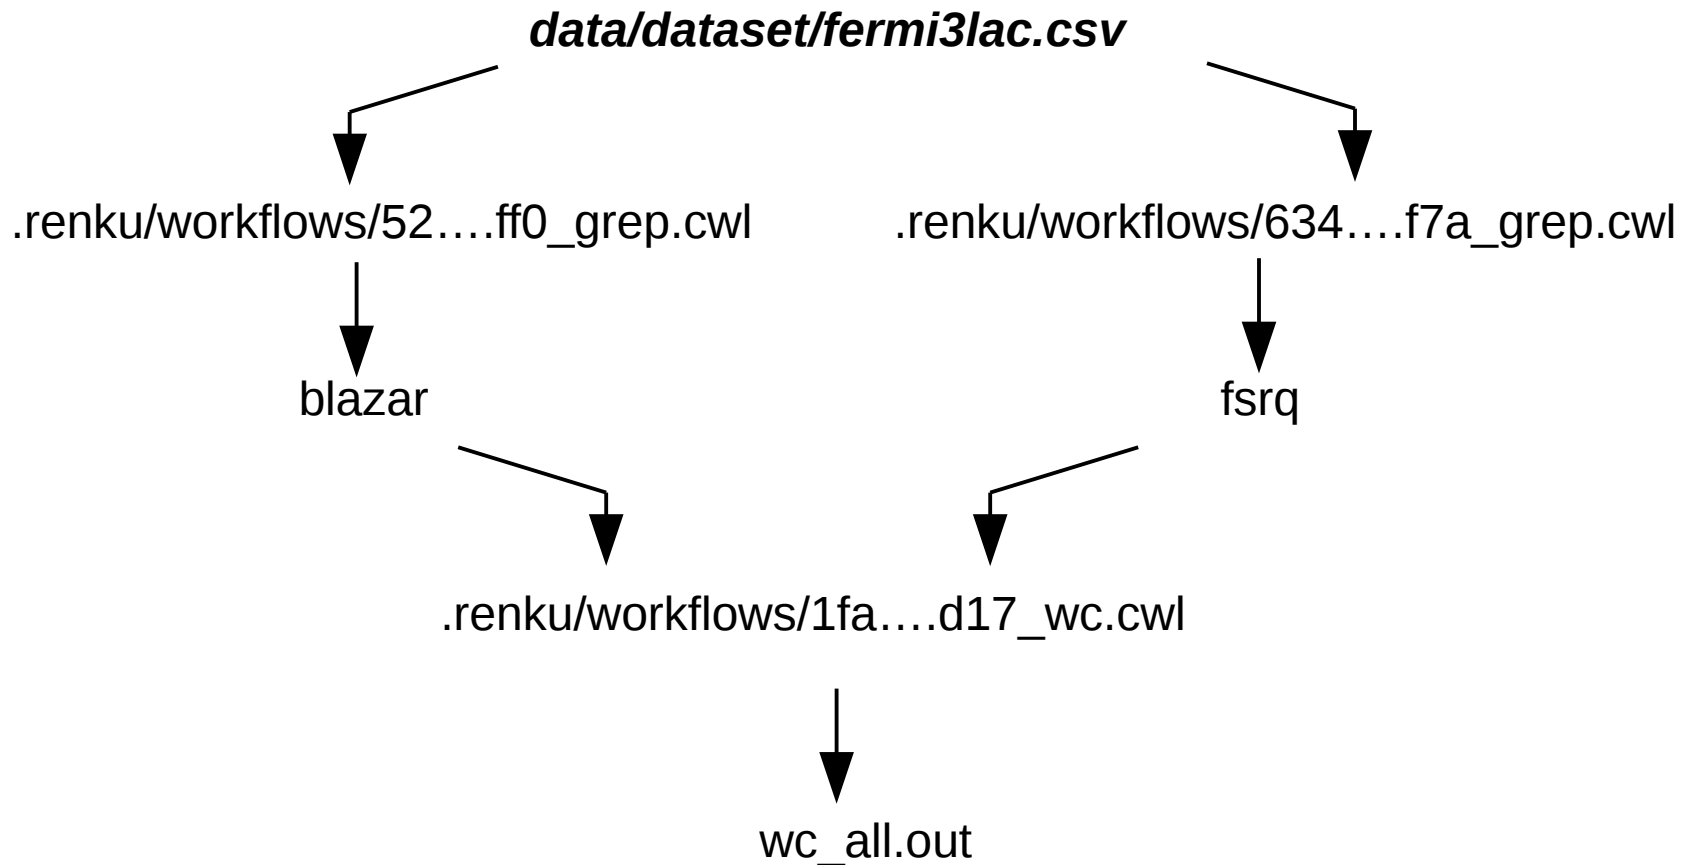 data/dataset/fermi3lac.csv
.renku/workflows/52….ff0_grep.cwl
.renku/workflows/634….f7a_grep.cwl
blazar
fsrq
.renku/workflows/1fa….d17_wc.cwl
wc_all.out